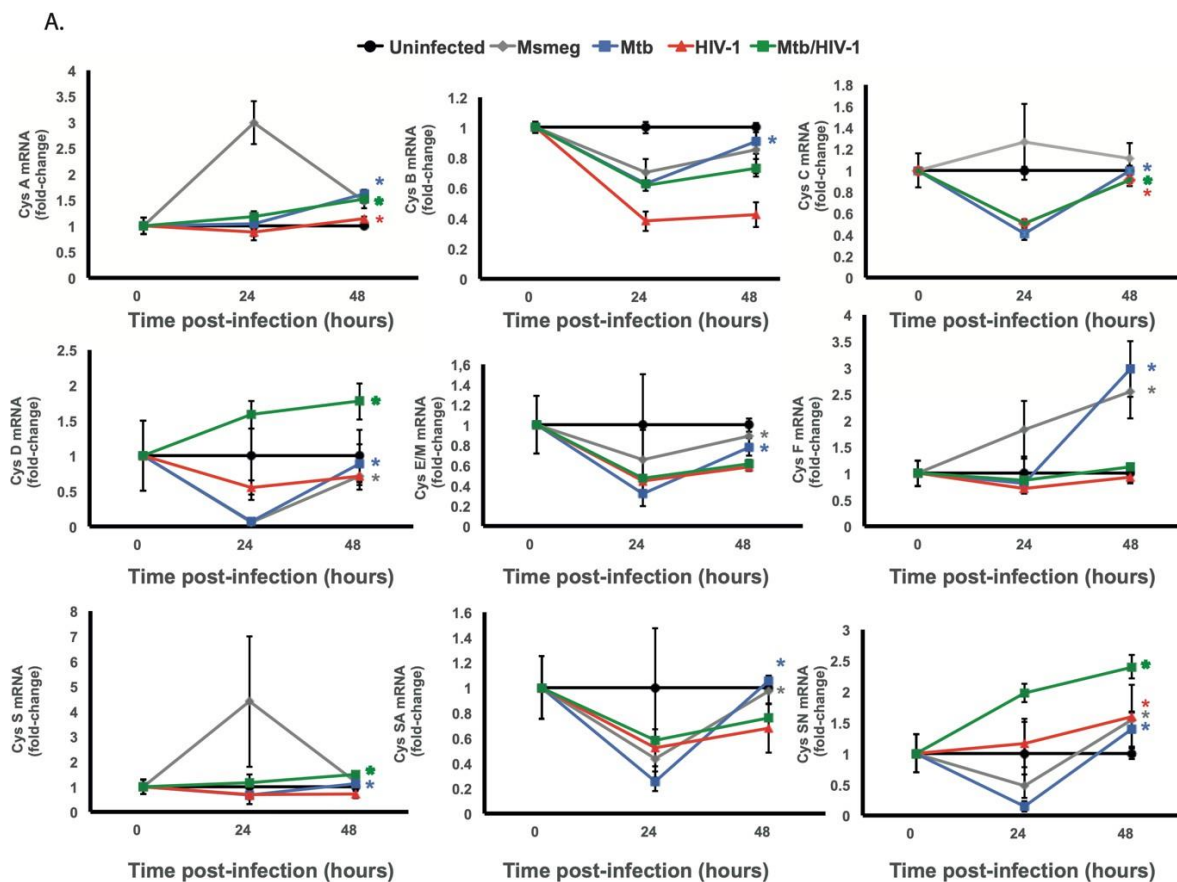 A.
Uninfected Msmeg Mtb HIV-1 Mtb/HIV-1
Cys A mRNA
(fold-change)
4
3.5
3
2.5
2
1.5
1
0.5
0
*
*
*
0 24 48
Time post-infection (hours)
Cys B mRNA
(fold-change)
1.2
1
0.8
0.6
0.4
0.2
0
*
0 24 48
Time post-infection (hours)
Cys C mRNA
(fold-change)
1.8
1.6
1.4
1.2
1
0.8
0.6
0.4
0.2
0
*
*
*
0 24 48
Time post-infection (hours)
Cys D mRNA
(fold-change)
2.5
2
1.5
1
0.5
0
*
*
*
0 24 48
Time post-infection (hours)
Cys E/M mRNA
(fold-change)
1.6
1.4
1.2
1
0.8
0.6
0.4
0.2
0
*
*
0 24 48
Time post-infection (hours)
Cys F mRNA
(fold-change)
4
3.5
3
2.5
2
1.5
1
0.5
0
*
*
0 24 48
Time post-infection (hours)
Cys S mRNA
(fold-change)
8
7
6
5
4
3
2
1
0
*
*
0 24 48
Time post-infection (hours)
Cys SA mRNA
(fold-change)
1.6
1.4
1.2
1
0.8
0.6
0.4
0.2
0
*
*
0 24 48
Time post-infection (hours)
Cys SN mRNA
(fold-change)
3
2.5
2
1.5
1
0.5
0
*
*
*
*
0 24 48
Time post-infection (hours)